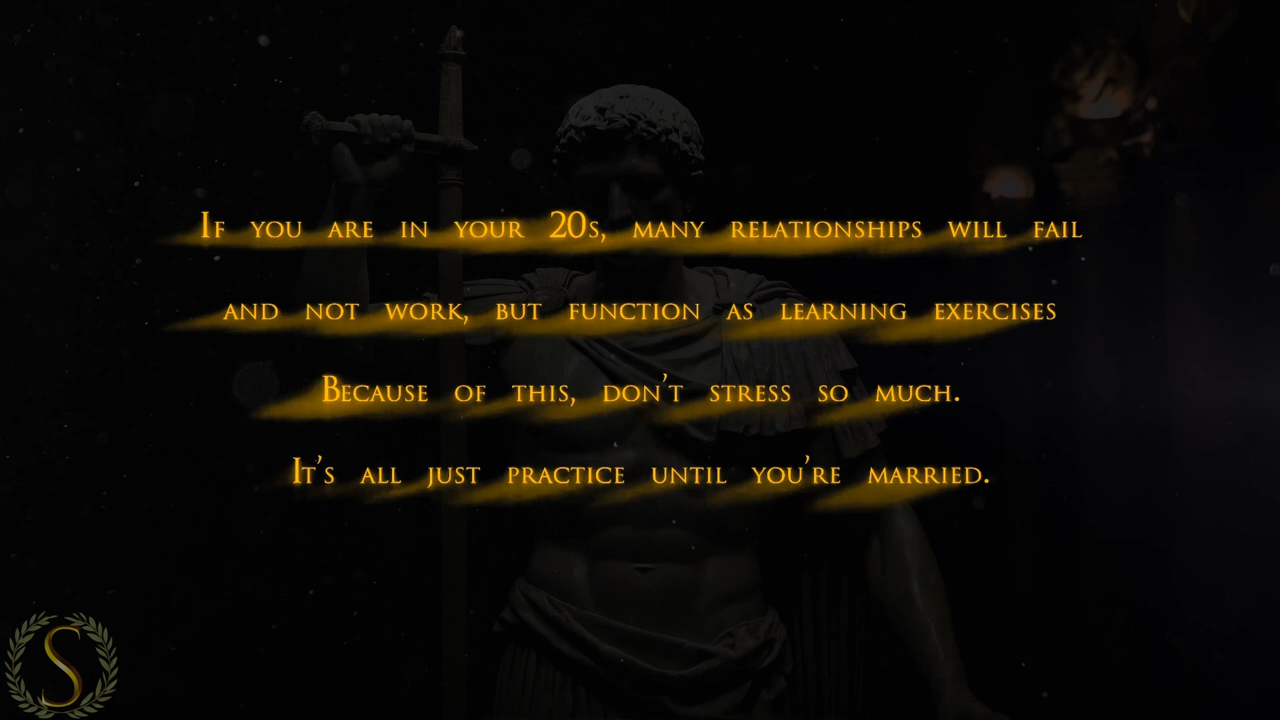 If you are in your 20s, many relationships will fail
and not work, but function as learning exercises
Because of this, don't stress so much.
It's all just practice until you're married.
S